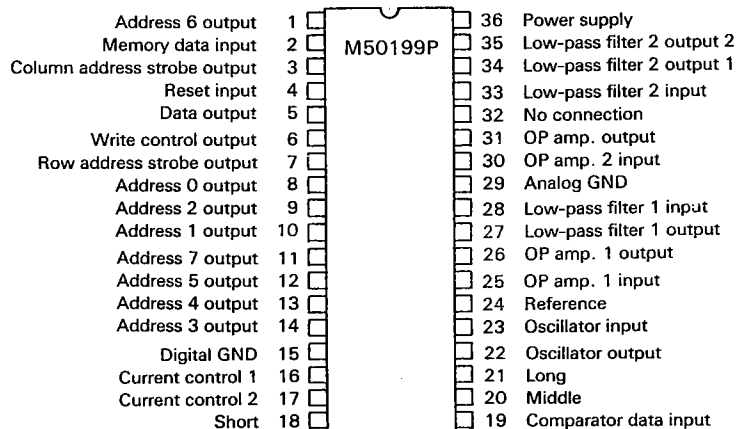 Address 6 output 1
Memory data input 2
Column address strobe output 3
Reset input 4
Data output 5
Write control output 6
Row address strobe output 7
Address 0 output 8
Address 2 output 9
Address 1 output 10
Address 7 output 11
Address 5 output 12
Address 4 output 13
Address 3 output 14
Digital GND 15
Current control 1 16
Current control 2 17
Short 18
M50199P
36 Power supply
35 Low-pass filter 2 output 2
34 Low-pass filter 2 output 1
33 Low-pass filter 2 input
32 No connection
31 OP amp. output
30 OP amp. 2 input
29 Analog GND
28 Low-pass filter 1 input
27 Low-pass filter 1 output
26 OP amp. 1 output
25 OP amp. 1 input
24 Reference
23 Oscillator input
22 Oscillator output
21 Long
20 Middle
19 Comparator data input